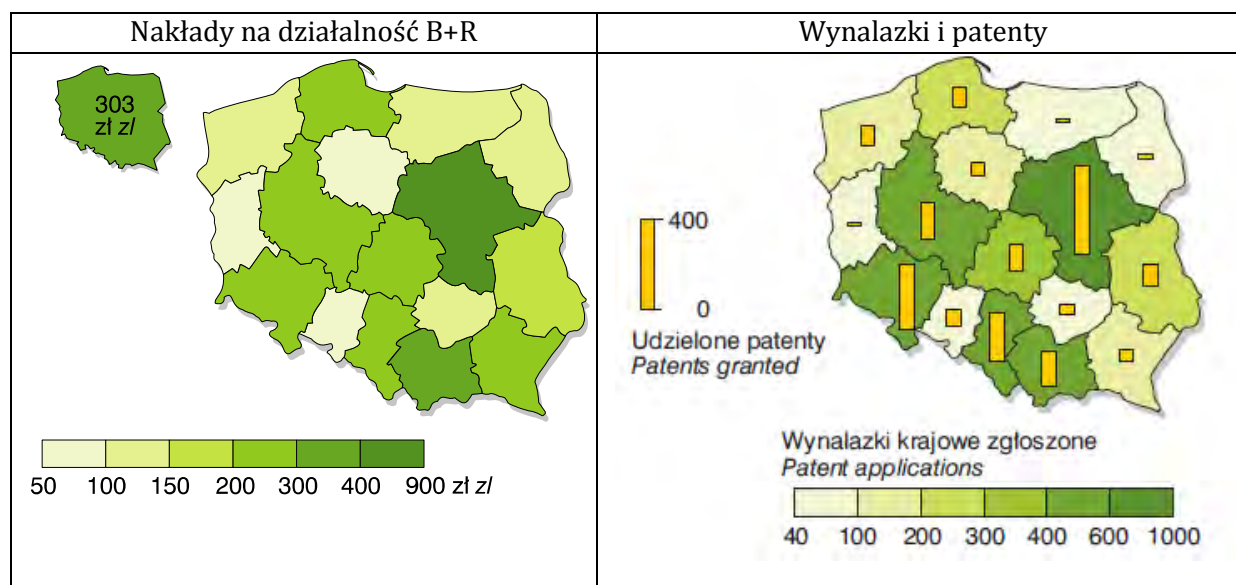 Nakłady na działalność B+R
303
zł zl
50 100 150 200 300 400 900 zł zl
Wynalazki i patenty
400
0
Udzielone patenty
Patents granted
Wynalazki krajowe zgłoszone
Patent applications
40 100 200 300 400 600 1000